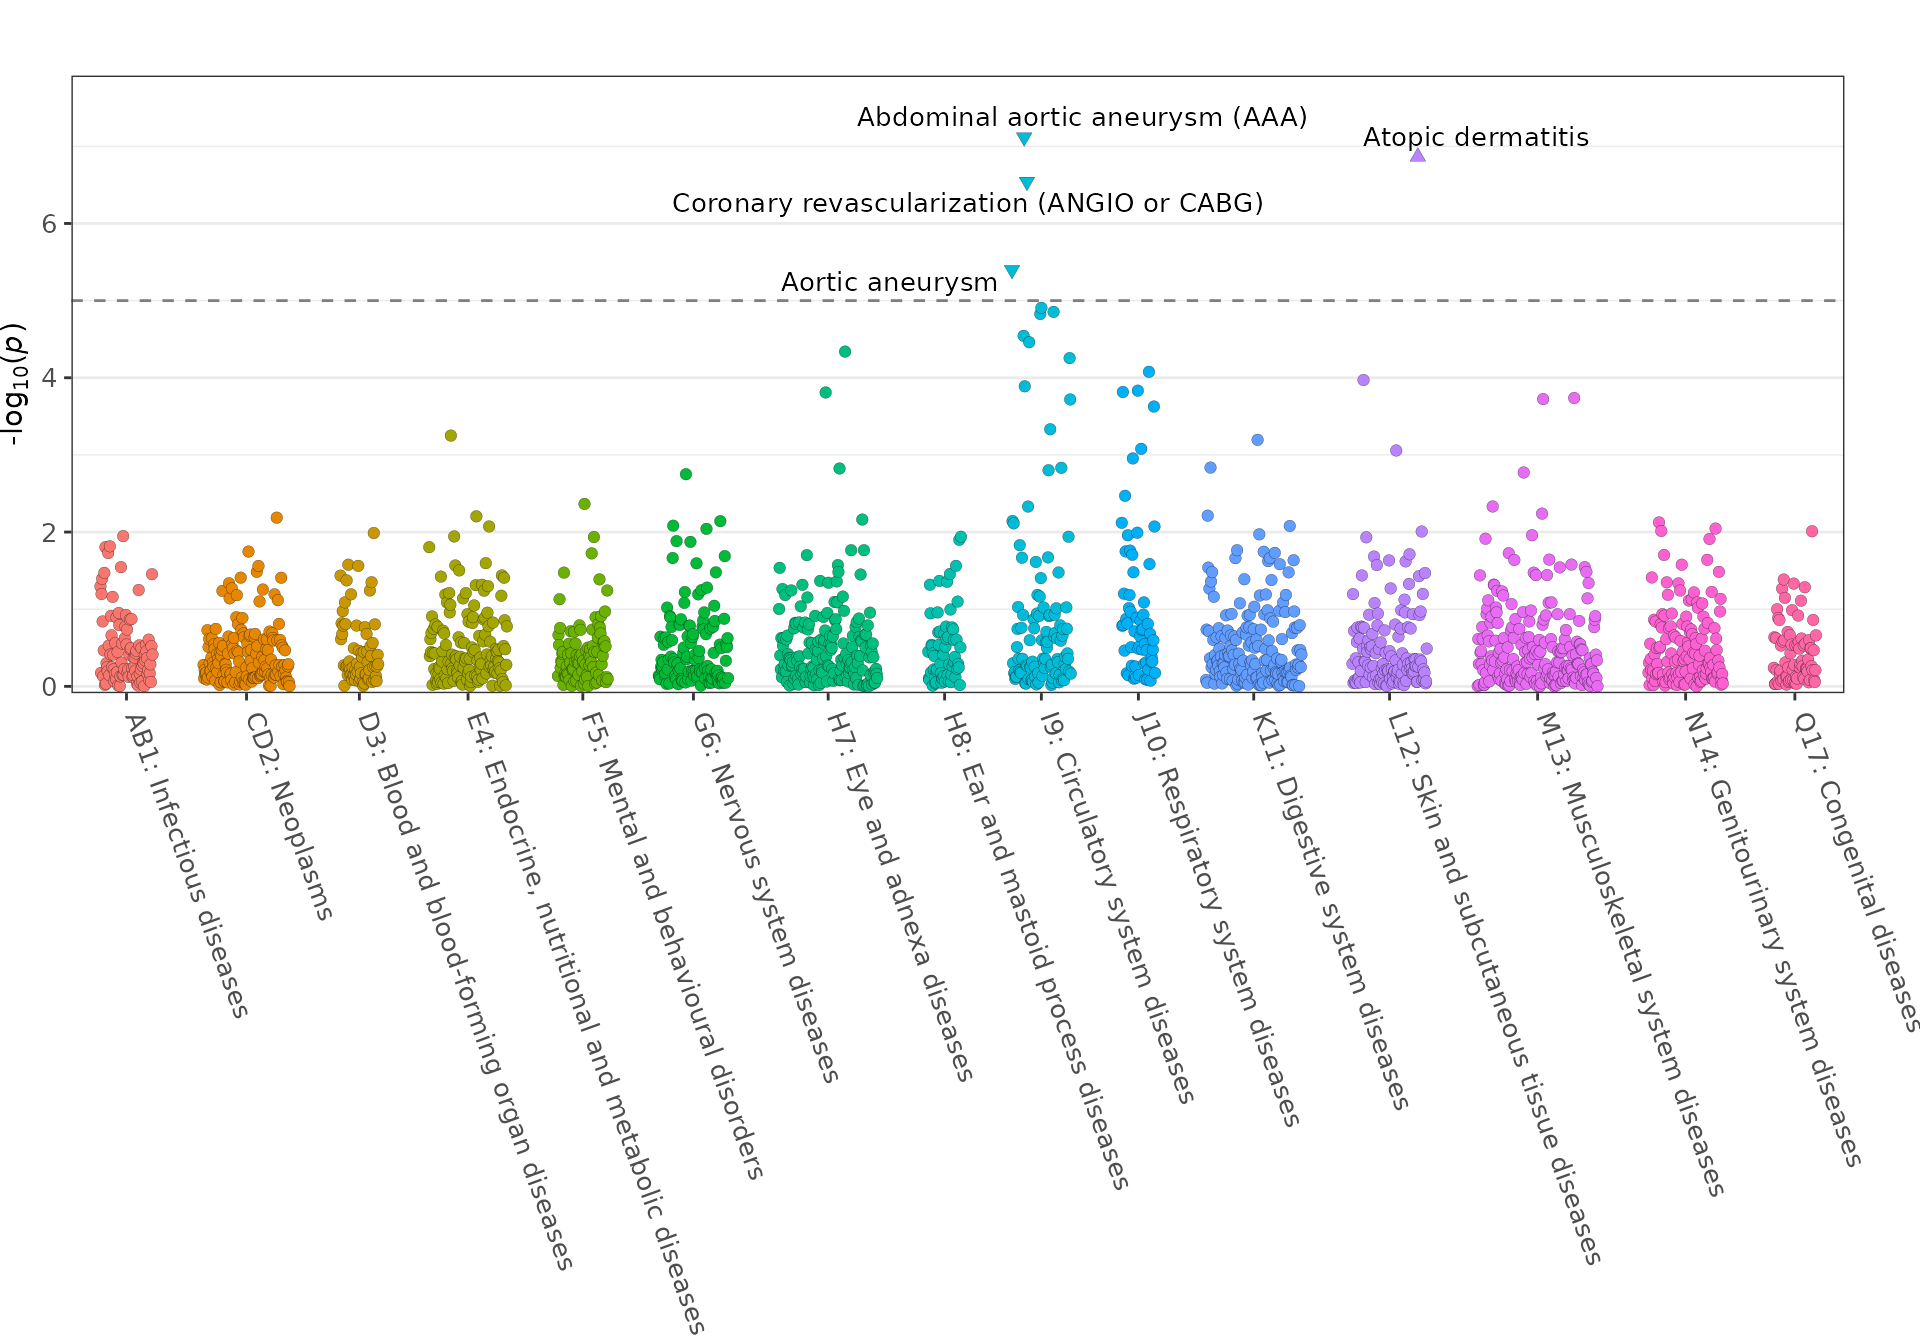 Abdominal aortic aneurysm (AAA)
Atopic dermatitis
Coronary revascularization (ANGIO or CABG)
Aortic aneurysm
-log10(p)
6
4
2
0
AB1: Infectious diseases
CD2: Neoplasms
D3: Blood and blood-forming organ diseases
E4: Endocrine, nutritional and metabolic diseases
F5: Mental and behavioural disorders
G6: Nervous system diseases
H7: Eye and adnexa diseases
H8: Ear and mastoid process diseases
I9: Circulatory system diseases
J10: Respiratory system diseases
K11: Digestive system diseases
L12: Skin and subcutaneous tissue diseases
M13: Musculoskeletal system diseases
N14: Genitourinary system diseases
Q17: Congenital diseases